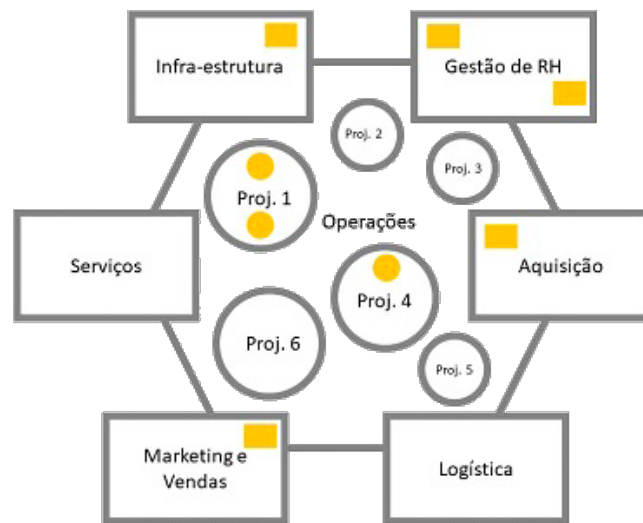 Infra-estrutura
Gestão de RH
Proj. 2
Proj. 3
Proj. 1
Operações
Serviços
Aquisição
Proj. 4
Proj. 6
Proj. 5
Marketing e
Vendas
Logística